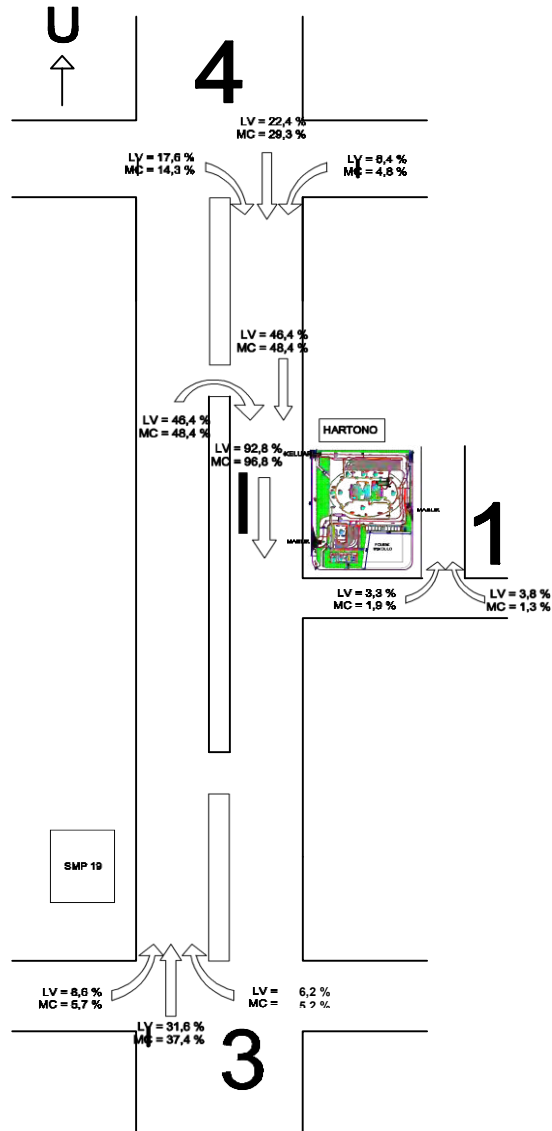 U
4
LV = 22,4 %
MC = 29,3 %
LV = 17,6 %
MC = 14,3 %
LV = 6,4 %
MC = 4,8 %
LV = 46,4 %
MC = 48,4 %
LV = 46,4 %
MC = 48,4 %
HARTONO
LV = 92,8 %
MC = 96,8 %
KELUAR
MASUK
MASUK
1
LV = 3,3 %
MC = 1,9 %
LV = 3,8 %
MC = 1,3 %
SMP 19
LV = 8,6 %
MC = 5,7 %
LV = 6,2 %
MC = 5,2 %
LV = 31,6 %
MC = 37,4 %
3